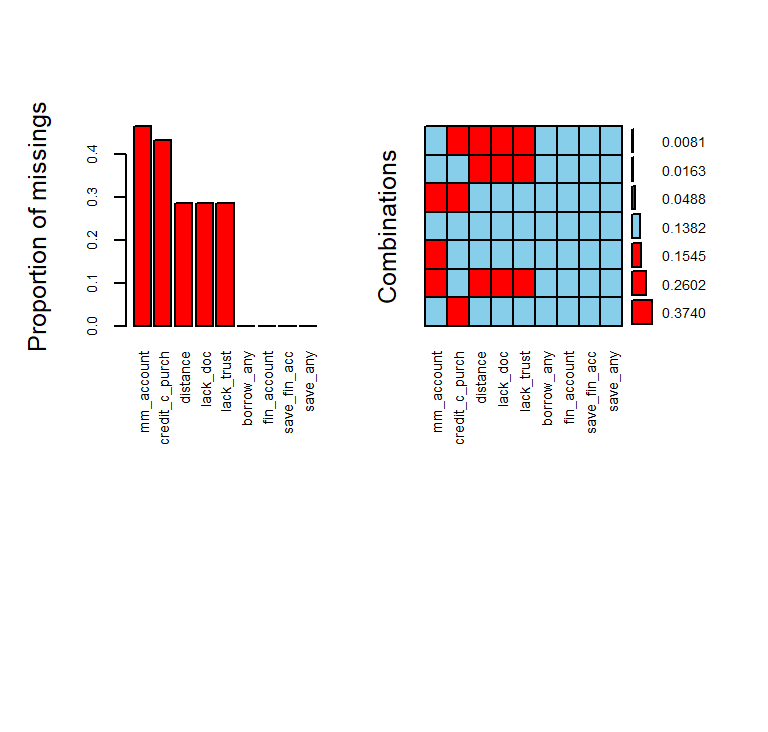 Proportion of missings
0.0
0.1
0.2
0.3
0.4
mm_account
credit_c_purch
distance
lack_doc
lack_trust
borrow_any
fin_account
save_fin_acc
save_any
Combinations
mm_account
credit_c_purch
distance
lack_doc
lack_trust
borrow_any
fin_account
save_fin_acc
save_any
0.0081
0.0163
0.0488
0.1382
0.1545
0.2602
0.3740